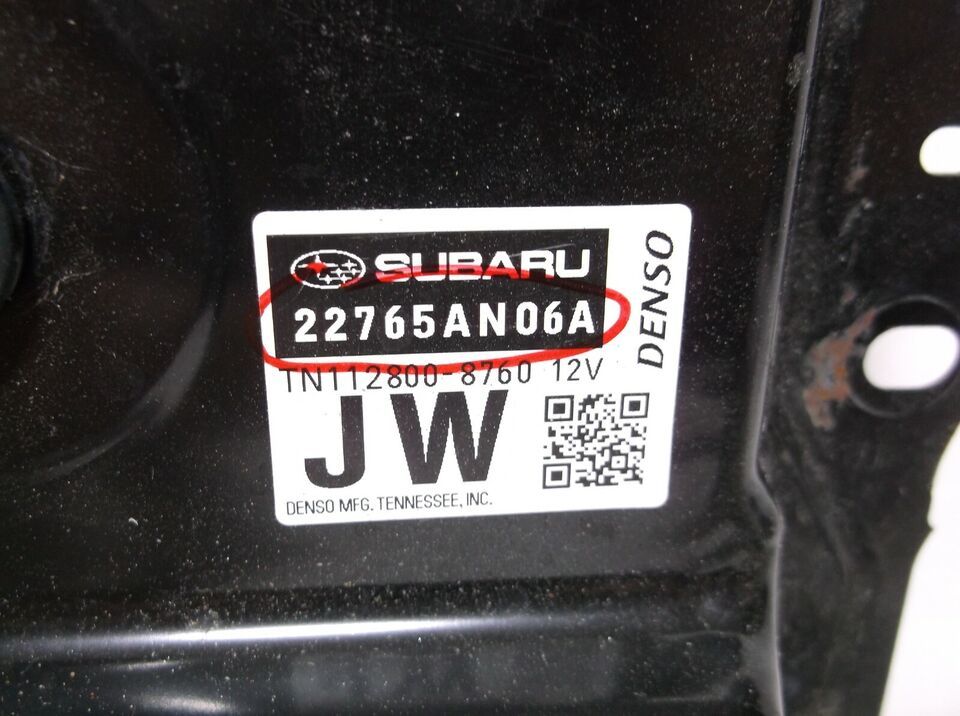 SUBARU
22765AN06A
TN112800-8760 12V
JW
DENSO MFG. TENNESSEE, INC.
DENSO